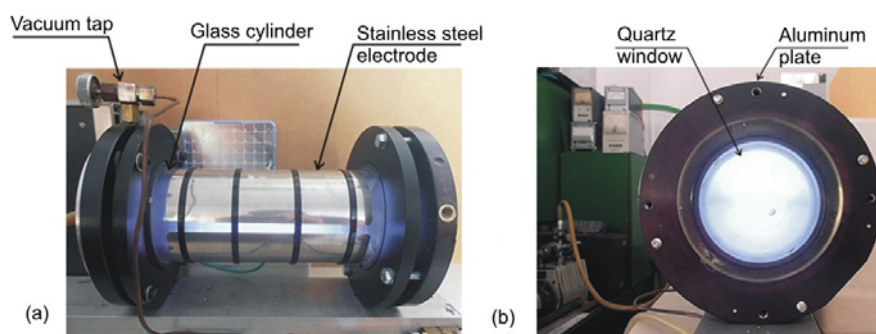 Vacuum tap
Glass cylinder
Stainless steel
electrode
Quartz
window
Aluminum
plate
(a)
(b)